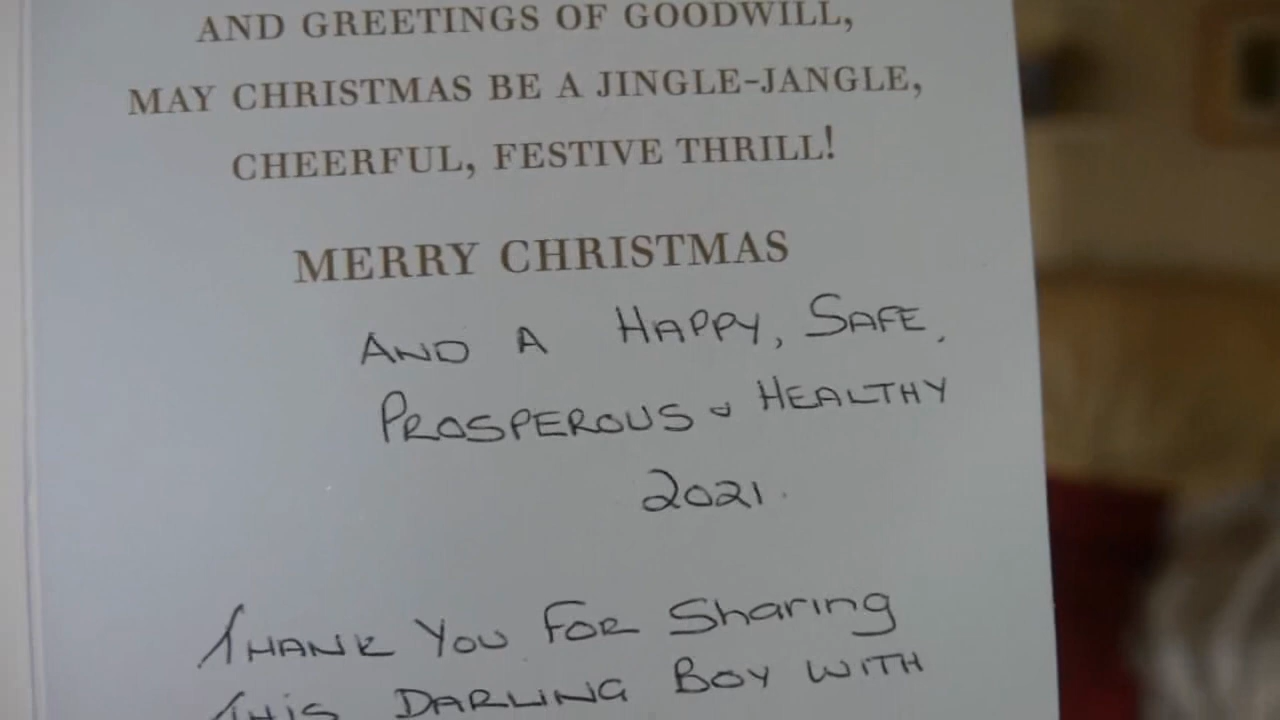 AND GREETINGS OF GOODWILL,
MAY CHRISTMAS BE A JINGLE-JANGLE,
CHEERFUL, FESTIVE THRILL!
MERRY CHRISTMAS
AND A HAPPY, SAFE,
PROSPEROUS & HEALTHY
2021.
THANK YOU FOR Sharing
THIS DARLING BOY WITH